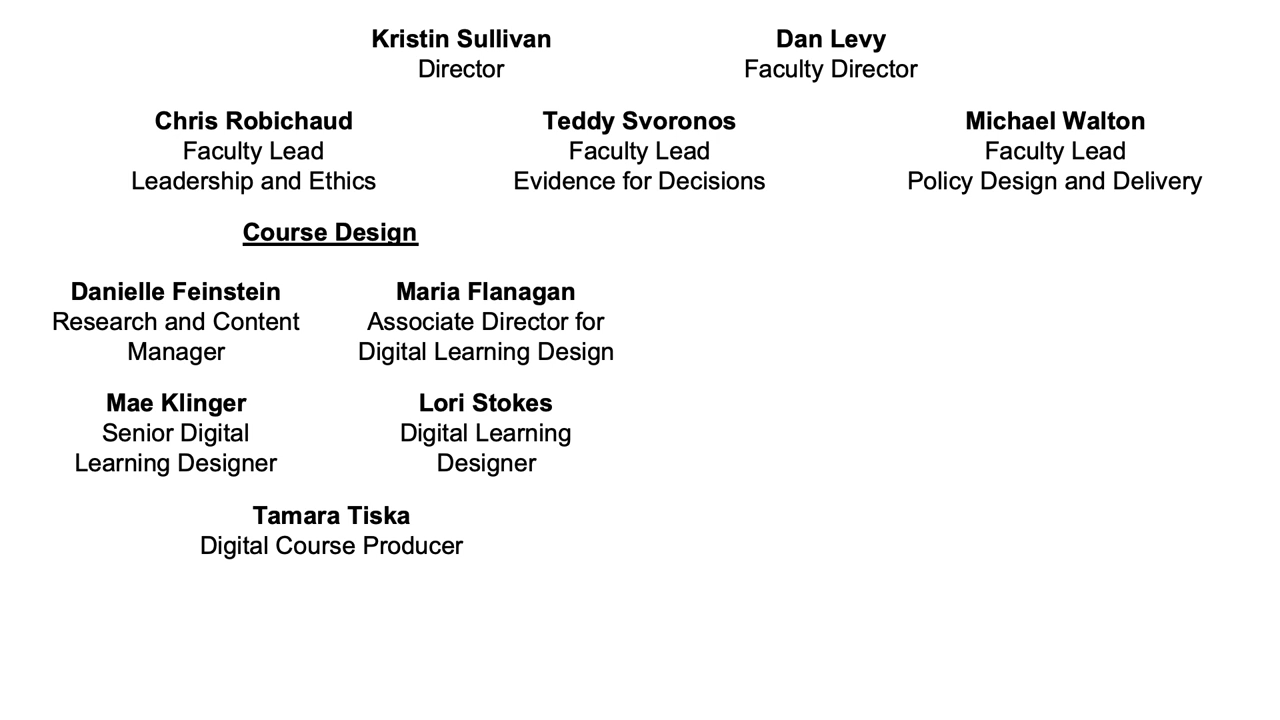 Kristin Sullivan
Director
Dan Levy
Faculty Director
Chris Robichaud
Faculty Lead
Leadership and Ethics
Teddy Svoronos
Faculty Lead
Evidence for Decisions
Michael Walton
Faculty Lead
Policy Design and Delivery
Course Design
Danielle Feinstein
Research and Content
Manager
Maria Flanagan
Associate Director for
Digital Learning Design
Mae Klinger
Senior Digital
Learning Designer
Lori Stokes
Digital Learning
Designer
Tamara Tiska
Digital Course Producer